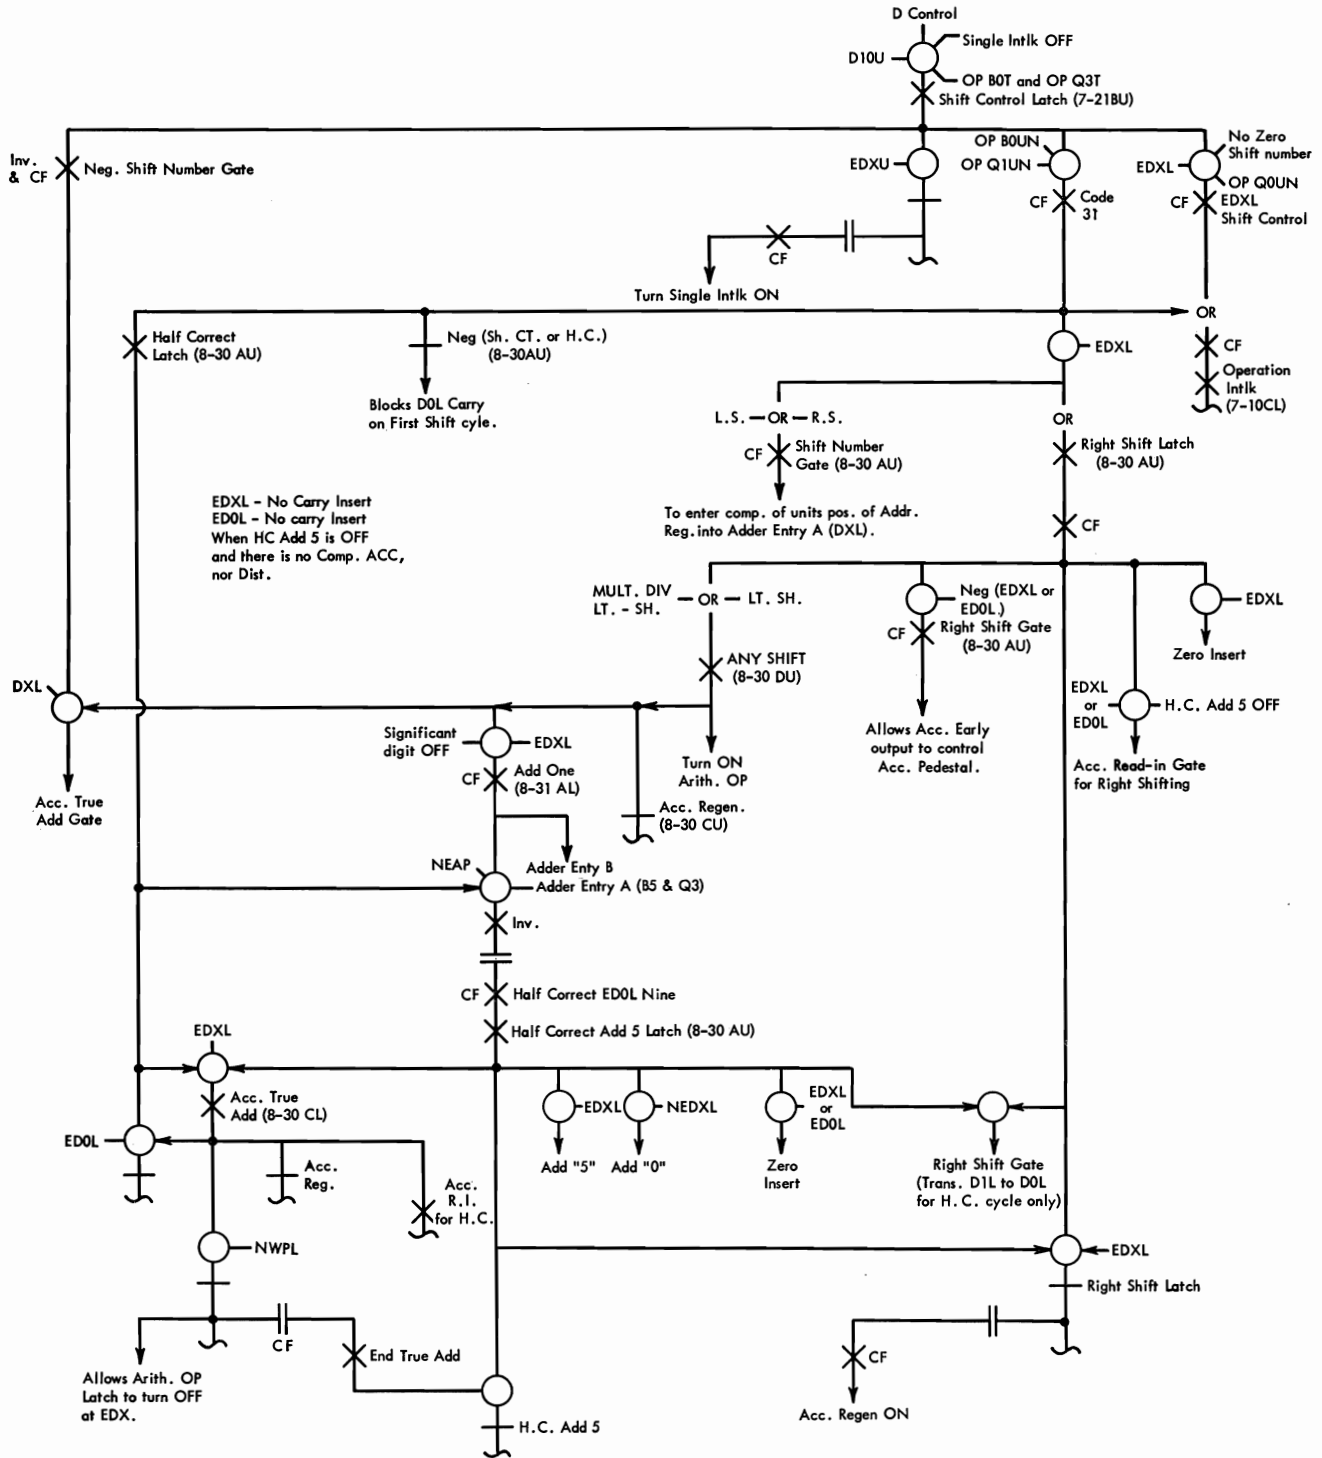 D Control
Single Intlk OFF
D10U
OP B0T and OP Q3T
Shift Control Latch (7-21BU)
Inv.
& CF
Neg. Shift Number Gate
EDXU
OP B0UN
OP Q1UN
EDXL
No Zero
Shift number
OP Q0UN
CF
Code
31
CF
EDXL
Shift Control
CF
Turn Single Intlk ON
Half Correct
Latch (8-30 AU)
Neg (Sh. CT. or H.C.)
(8-30AU)
OR
EDXL
CF
Operation
Intlk
(7-10CL)
Blocks D0L Carry
on First Shift cyle.
L.S.
OR
R.S.
OR
CF
Shift Number
Gate (8-30 AU)
Right Shift Latch
(8-30 AU)
EDXL - No Carry Insert
ED0L - No carry Insert
When HC Add 5 is OFF
and there is no Comp. ACC,
nor Dist.
To enter comp. of units pos. of Addr.
Reg. into Adder Entry A (DXL).
CF
MULT. DIV
LT. - SH.
OR
LT. SH.
Neg (EDXL or
ED0L.)
CF
Right Shift Gate
(8-30 AU)
EDXL
Zero Insert
ANY SHIFT
(8-30 DU)
DXL
EDXL
or
ED0L
H.C. Add 5 OFF
Significant
digit OFF
EDXL
Allows Acc. Early
output to control
Acc. Pedestal.
Turn ON
Arith. OP
Acc. Read-in Gate
for Right Shifting
CF
Add One
(8-31 AL)
Acc. True
Add Gate
Acc. Regen.
(8-30 CU)
NEAP
Adder Enty B
Adder Entry A (B5 & Q3)
Inv.
CF
Half Correct ED0L Nine
Half Correct Add 5 Latch (8-30 AU)
EDXL
Acc. True
Add (8-30 CL)
EDXL
NEDXL
EDXL
or
ED0L
ED0L
Acc.
Reg.
Acc.
R.I.
for H.C.
Add "5"
Add "0"
Zero
Insert
Right Shift Gate
(Trans. D1L to D0L
for H.C. cycle only)
NWPL
EDXL
Right Shift Latch
CF
End True Add
CF
Allows Arith. OP
Latch to turn OFF
at EDX.
Acc. Regen ON
H.C. Add 5